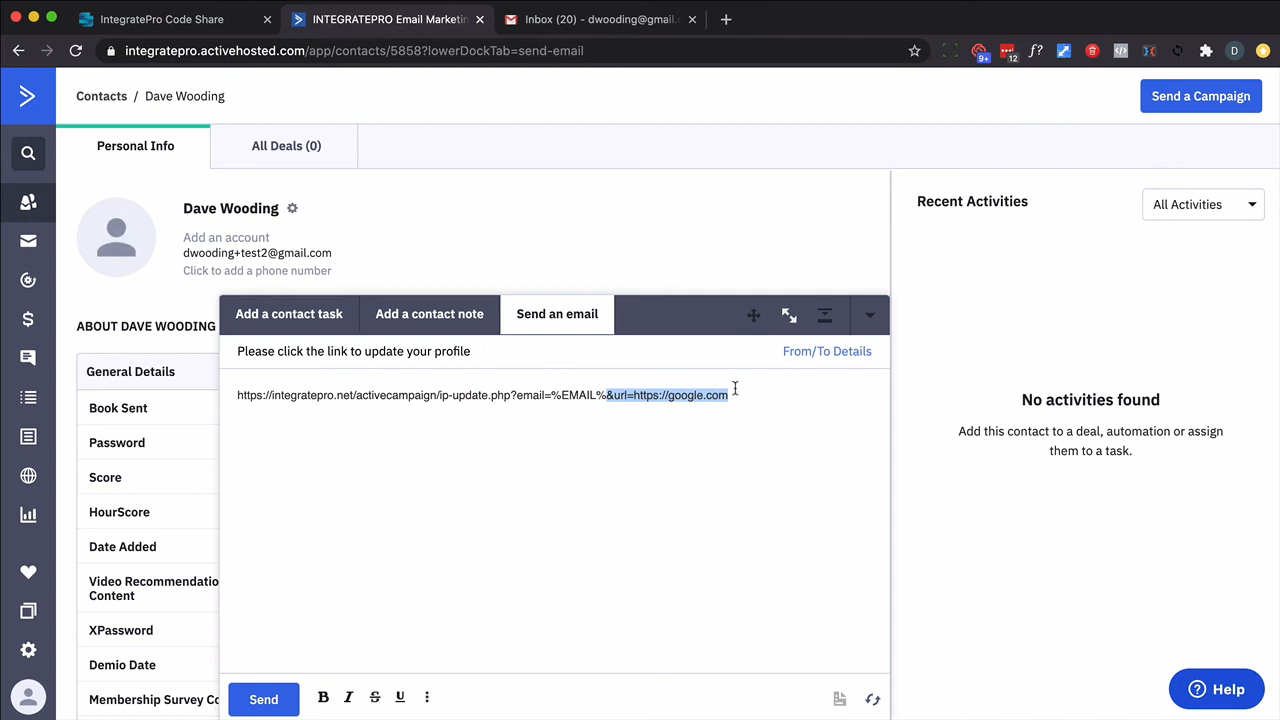 IntegratePro Code Share
INTEGRATEPRO Email Marketin
Inbox (20) - dwooding@gmail.c
integratepro.activehosted.com/app/contacts/5858?lowerDockTab=send-email
9+
12
f?
D
Contacts / Dave Wooding
Send a Campaign
Personal Info
All Deals (0)
Dave Wooding
Add an account
dwooding+test2@gmail.com
Click to add a phone number
Recent Activities
All Activities
ABOUT DAVE WOODING
Add a contact task
Add a contact note
Send an email
Please click the link to update your profile
From/To Details
https://integratepro.net/activecampaign/ip-update.php?email=%EMAIL%&url=https://google.com
General Details
Book Sent
Password
Score
HourScore
Date Added
Video Recommendatio
Content
XPassword
Demio Date
Membership Survey Co
No activities found
Add this contact to a deal, automation or assign
them to a task.
Send
B I S U
Help